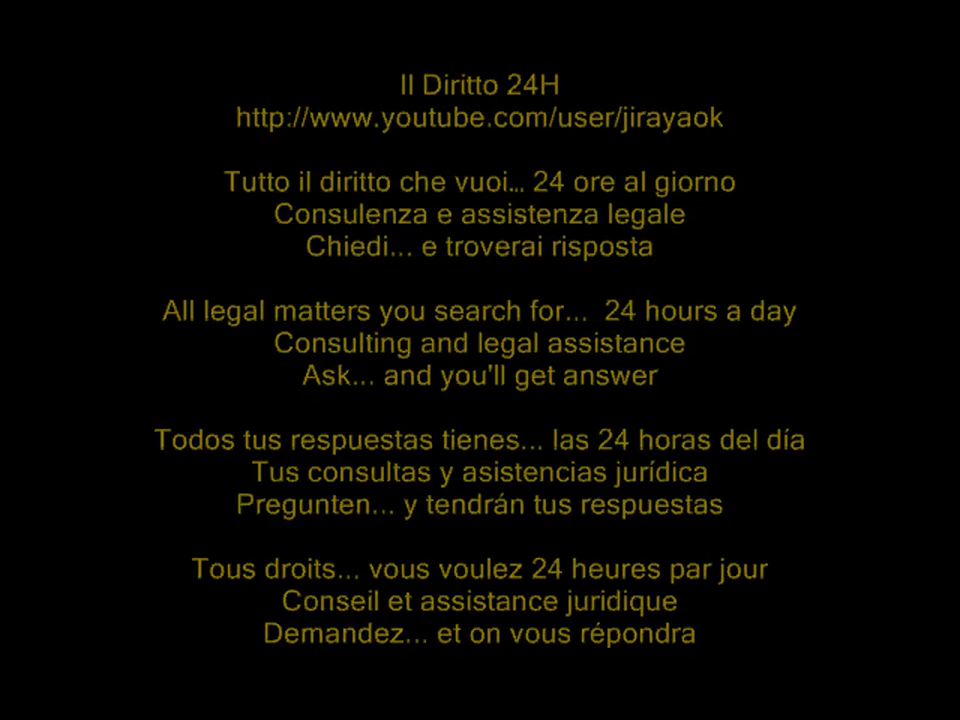 Il Diritto 24H
http://www.youtube.com/user/jirayaok
Tutto il diritto che vuoi… 24 ore al giorno
Consulenza e assistenza legale
Chiedi... e troverai risposta
All legal matters you search for...  24 hours a day
Consulting and legal assistance
Ask... and you'll get answer
Todos tus respuestas tienes... las 24 horas del día
Tus consultas y asistencias jurídica
Pregunten... y tendrán tus respuestas
Tous droits... vous voulez 24 heures par jour
Conseil et assistance juridique
Demandez... et on vous répondra